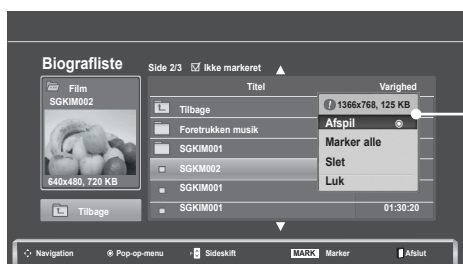 Biografliste
Side 2/3 Ikke markeret
Film
SGKIM002
640x480, 720 KB
Tilbage
Titel Varighed
Tilbage
Foretrukken musik
SGKIM001
SGKM002
SGKIM001
SGKIM001 01:30:20
1366x768, 125 KB
Afspil
Marker alle
Slet
Luk
Navigation Pop-op-menu P Sideskift MARK Marker Afslut